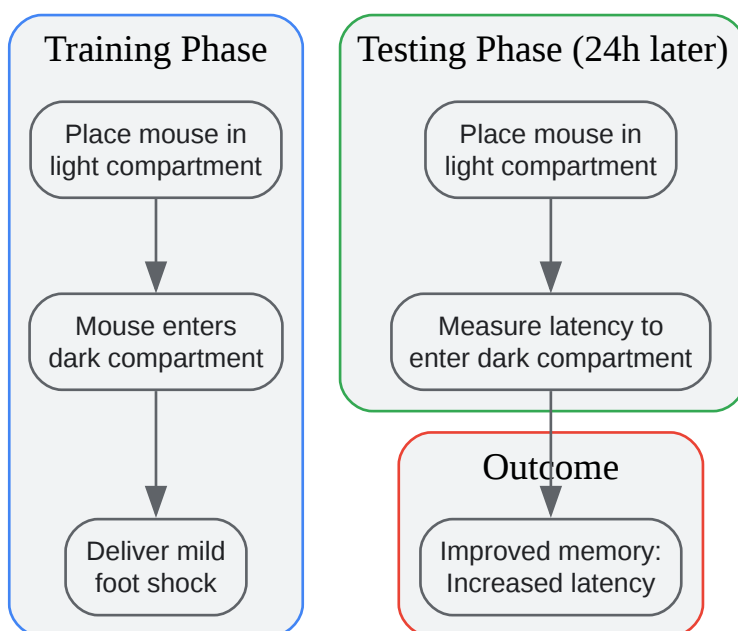 Training Phase
Place mouse in
light compartment
Mouse enters
dark compartment
Deliver mild
foot shock
Testing Phase (24h later)
Place mouse in
light compartment
Measure latency to
enter dark compartment
Outcome
Improved memory:
Increased latency